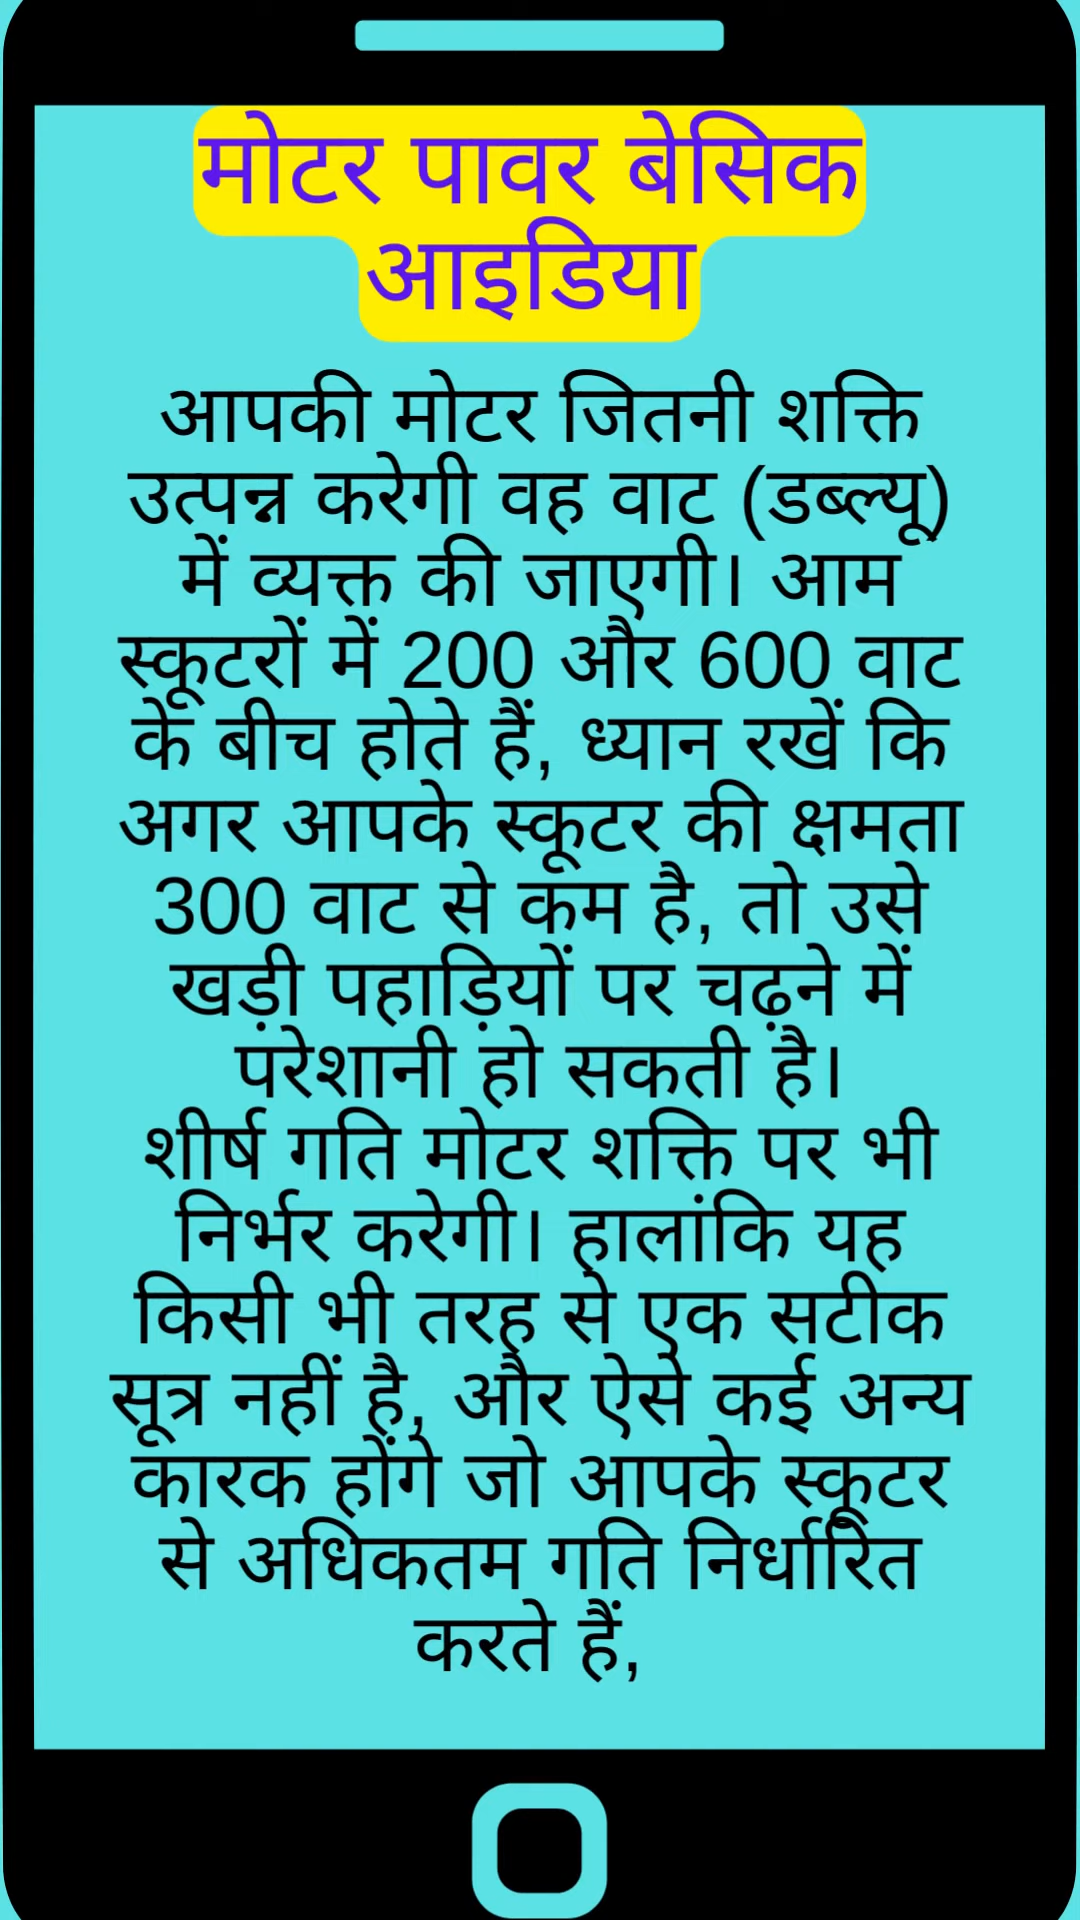 मोटर पावर बेसिक
आइडिया
आपकी मोटर जितनी शक्ति
उत्पन्न करेगी वह वाट (डब्ल्यू)
में व्यक्त की जाएगी। आम
स्कूटरों में 200 और 600 वाट
के बीच होते हैं, ध्यान रखें कि
अगर आपके स्कूटर की क्षमता
300 वाट से कम है, तो उसे
खड़ी पहाड़ियों पर चढ़ने में
परेशानी हो सकती है।
शीर्ष गति मोटर शक्ति पर भी
निर्भर करेगी। हालांकि यह
किसी भी तरह से एक सटीक
सूत्र नहीं है, और ऐसे कई अन्य
कारक होंगे जो आपके स्कूटर
से अधिकतम गति निर्धारित
करते हैं,